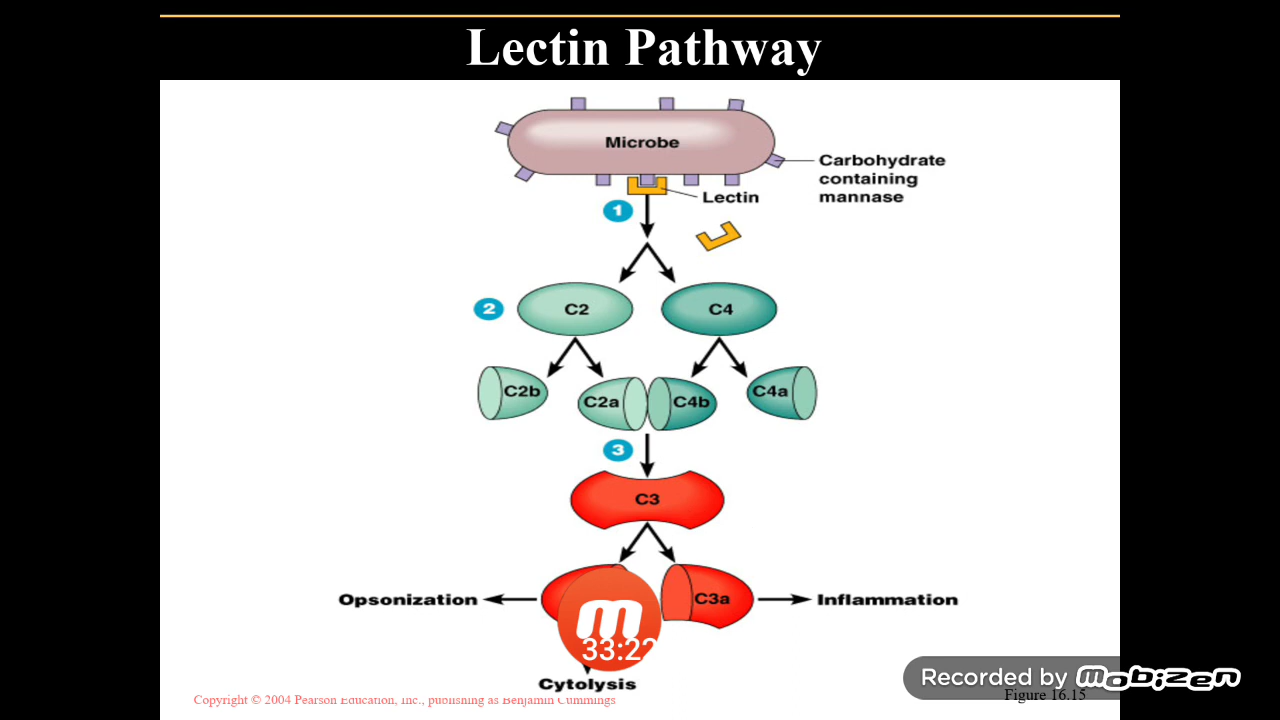 Lectin Pathway
Microbe
Carbohydrate
containing
mannase
Lectin
1
2
C2
C4
C2b
C2a
C4b
C4a
3
C3
Opsonization
C3a
Inflammation
m
33:22
Cytolysis
Recorded by mobizen
Copyright © 2004 Pearson Education, Inc., publishing as Benjamin Cummings
Figure 16.15